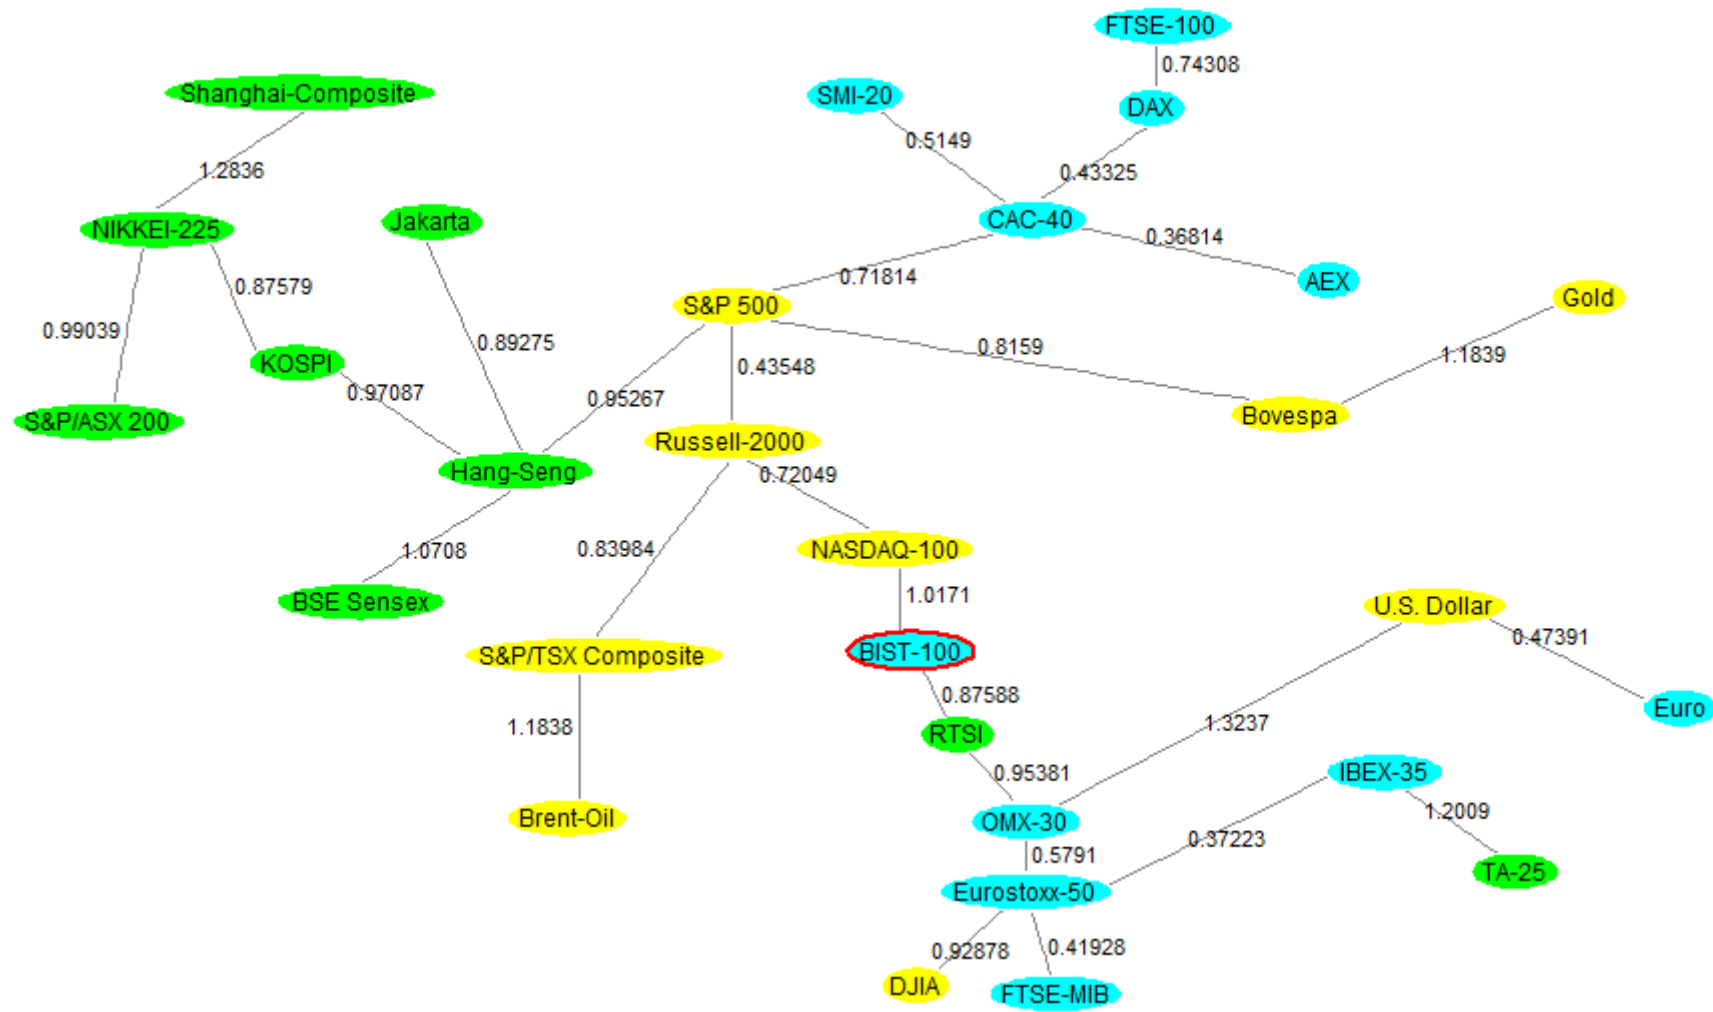 FTSE-100
0.74308
Shanghai-Composite
SMI-20
DAX
0.5149
1.2836
0.43325
NIKKEI-225
Jakarta
CAC-40
0.36814
0.71814
AEX
0.87579
S&P 500
Gold
0.99039
0.89275
0.8159
1.1839
KOSPI
0.43548
0.97087
0.95267
S&P/ASX 200
Bovespa
Russell-2000
Hang-Seng
0.72049
0.83984
NASDAQ-100
1.0708
BSE Sensex
1.0171
U.S. Dollar
0.47391
S&P/TSX Composite
BIST-100
0.87588
Euro
1.1838
RTSI
1.3237
0.95381
IBEX-35
Brent-Oil
OMX-30
1.2009
0.37223
0.5791
TA-25
Eurostoxx-50
0.92878
0.41928
DJIA
FTSE-MIB